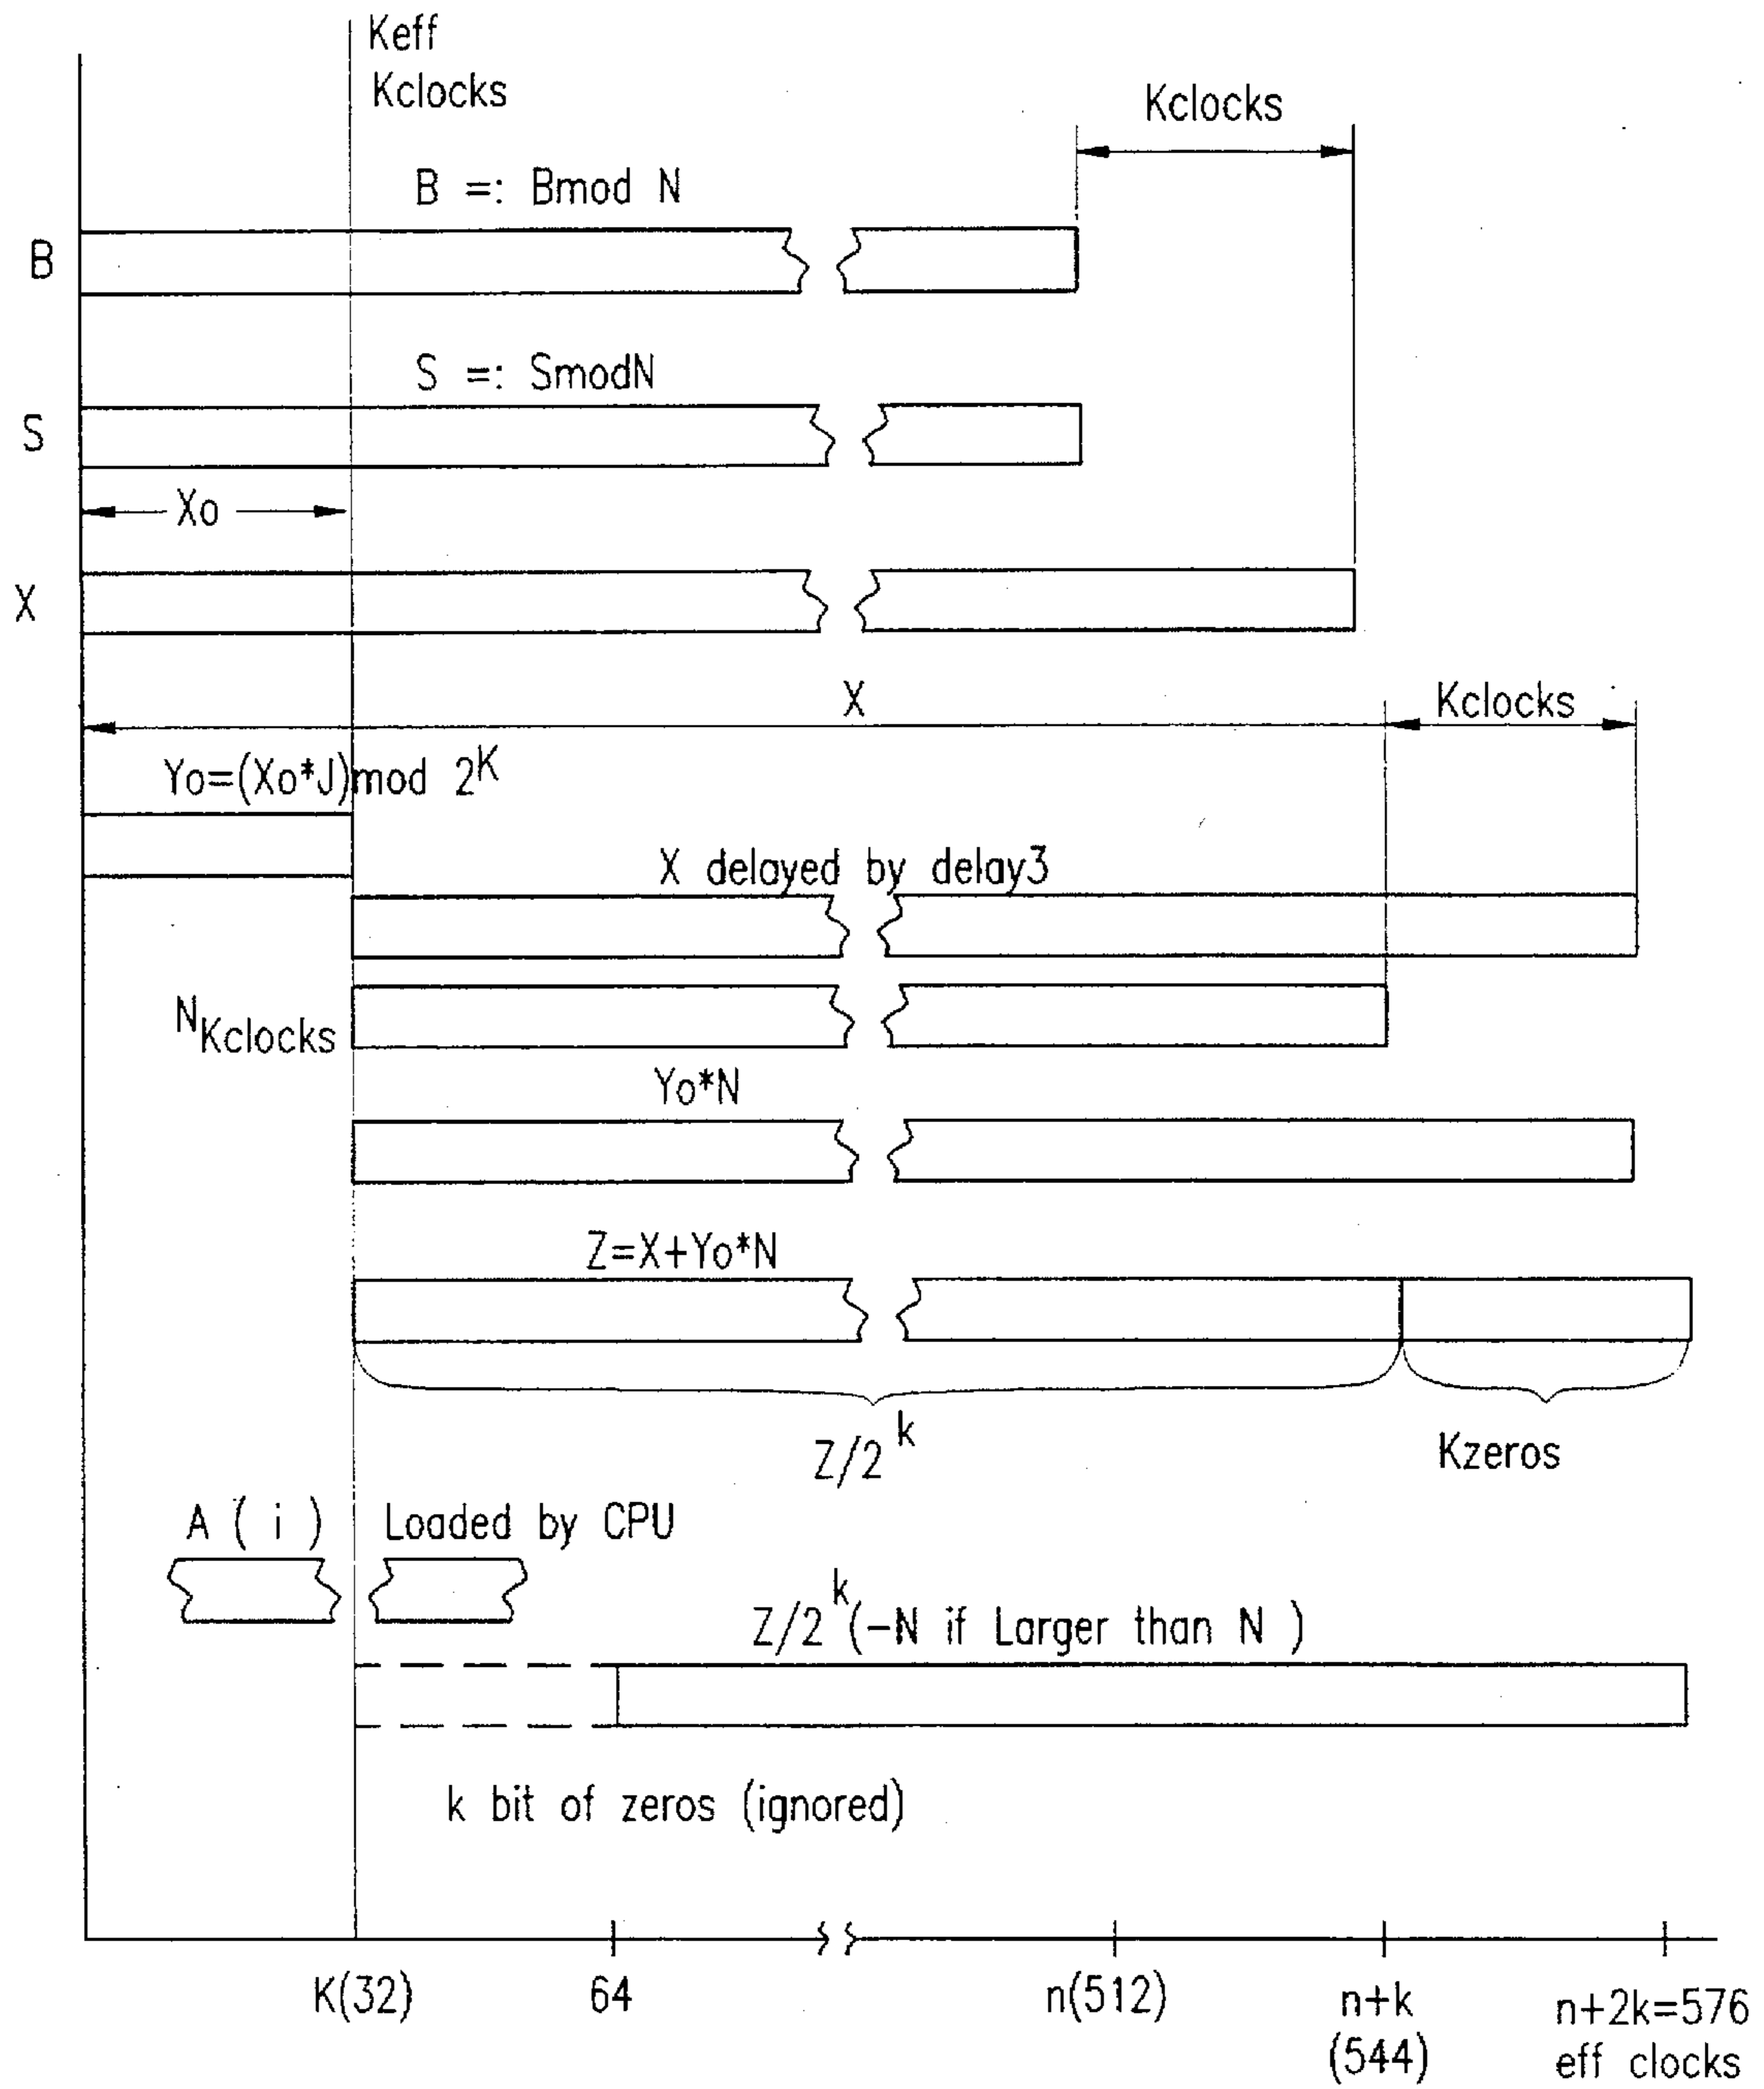 Keff
Kclocks
Kclocks
B =: Bmod N
B
S =: SmodN
S
Xo
X
X
Kclocks
Yo=(Xo*J)mod 2^K
X delayed by delay3
N Kclocks
Yo*N
Z=X+Yo*N
Z/2^k
Kzeros
A ( i ) Loaded by CPU
Z/2^k (-N if Larger than N )
k bit of zeros (ignored)
K(32) 64 n(512) n+k n+2k=576
(544) eff clocks